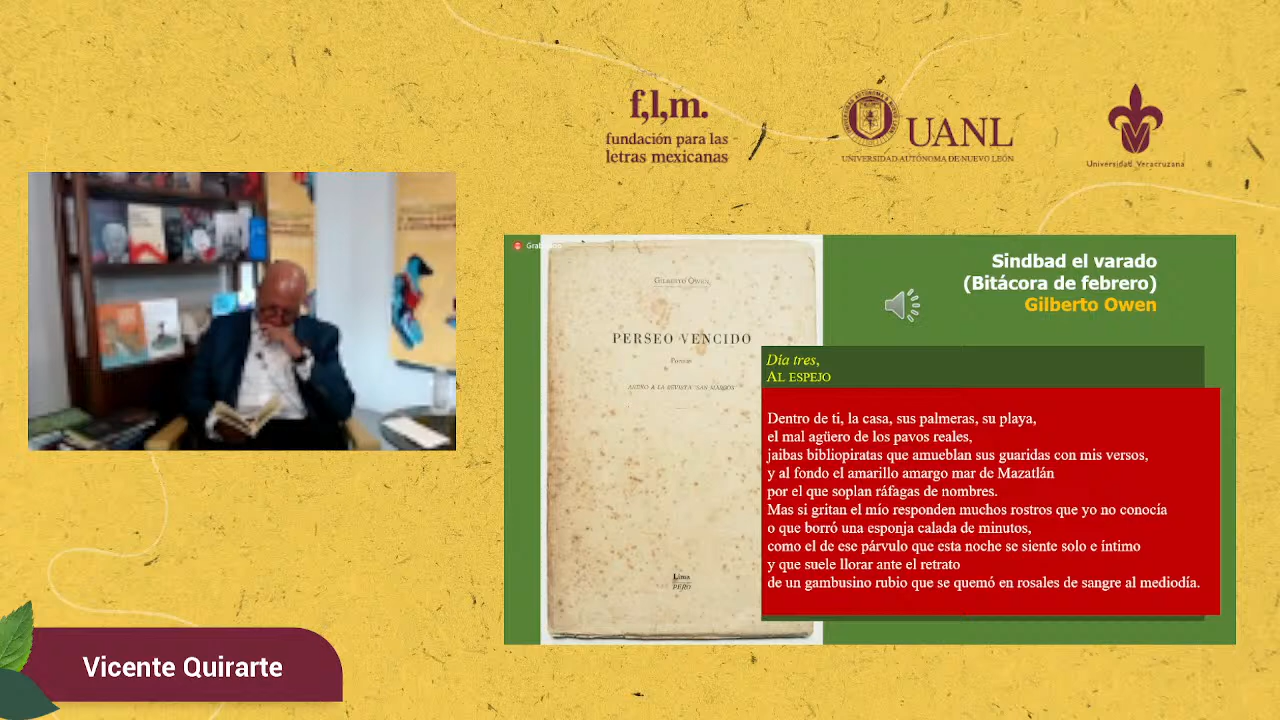 f,l,m.
fundación para las
letras mexicanas
UANL
UNIVERSIDAD AUTÓNOMA DE NUEVO LEÓN
Universidad Veracruzana
GILBERTO OWEN
PERSEO VENCIDO
Lima
PERÚ
Sindbad el varado
(Bitácora de febrero)
Gilberto Owen
Día tres,
AL ESPEJO
Dentro de ti, la casa, sus palmeras, su playa,
el mal agüero de los pavos reales,
jaibas bibliopiratas que amueblan sus guaridas con mis versos,
y al fondo el amarillo amargo mar de Mazatlán
por el que soplan ráfagas de nombres.
Mas si gritan el mío responden muchos rostros que yo no conocía
o que borró una esponja calada de minutos,
como el de ese párvulo que esta noche se siente solo e íntimo
y que suele llorar ante el retrato
de un gambusino rubio que se quemó en rosales de sangre al mediodía.
Vicente Quirarte